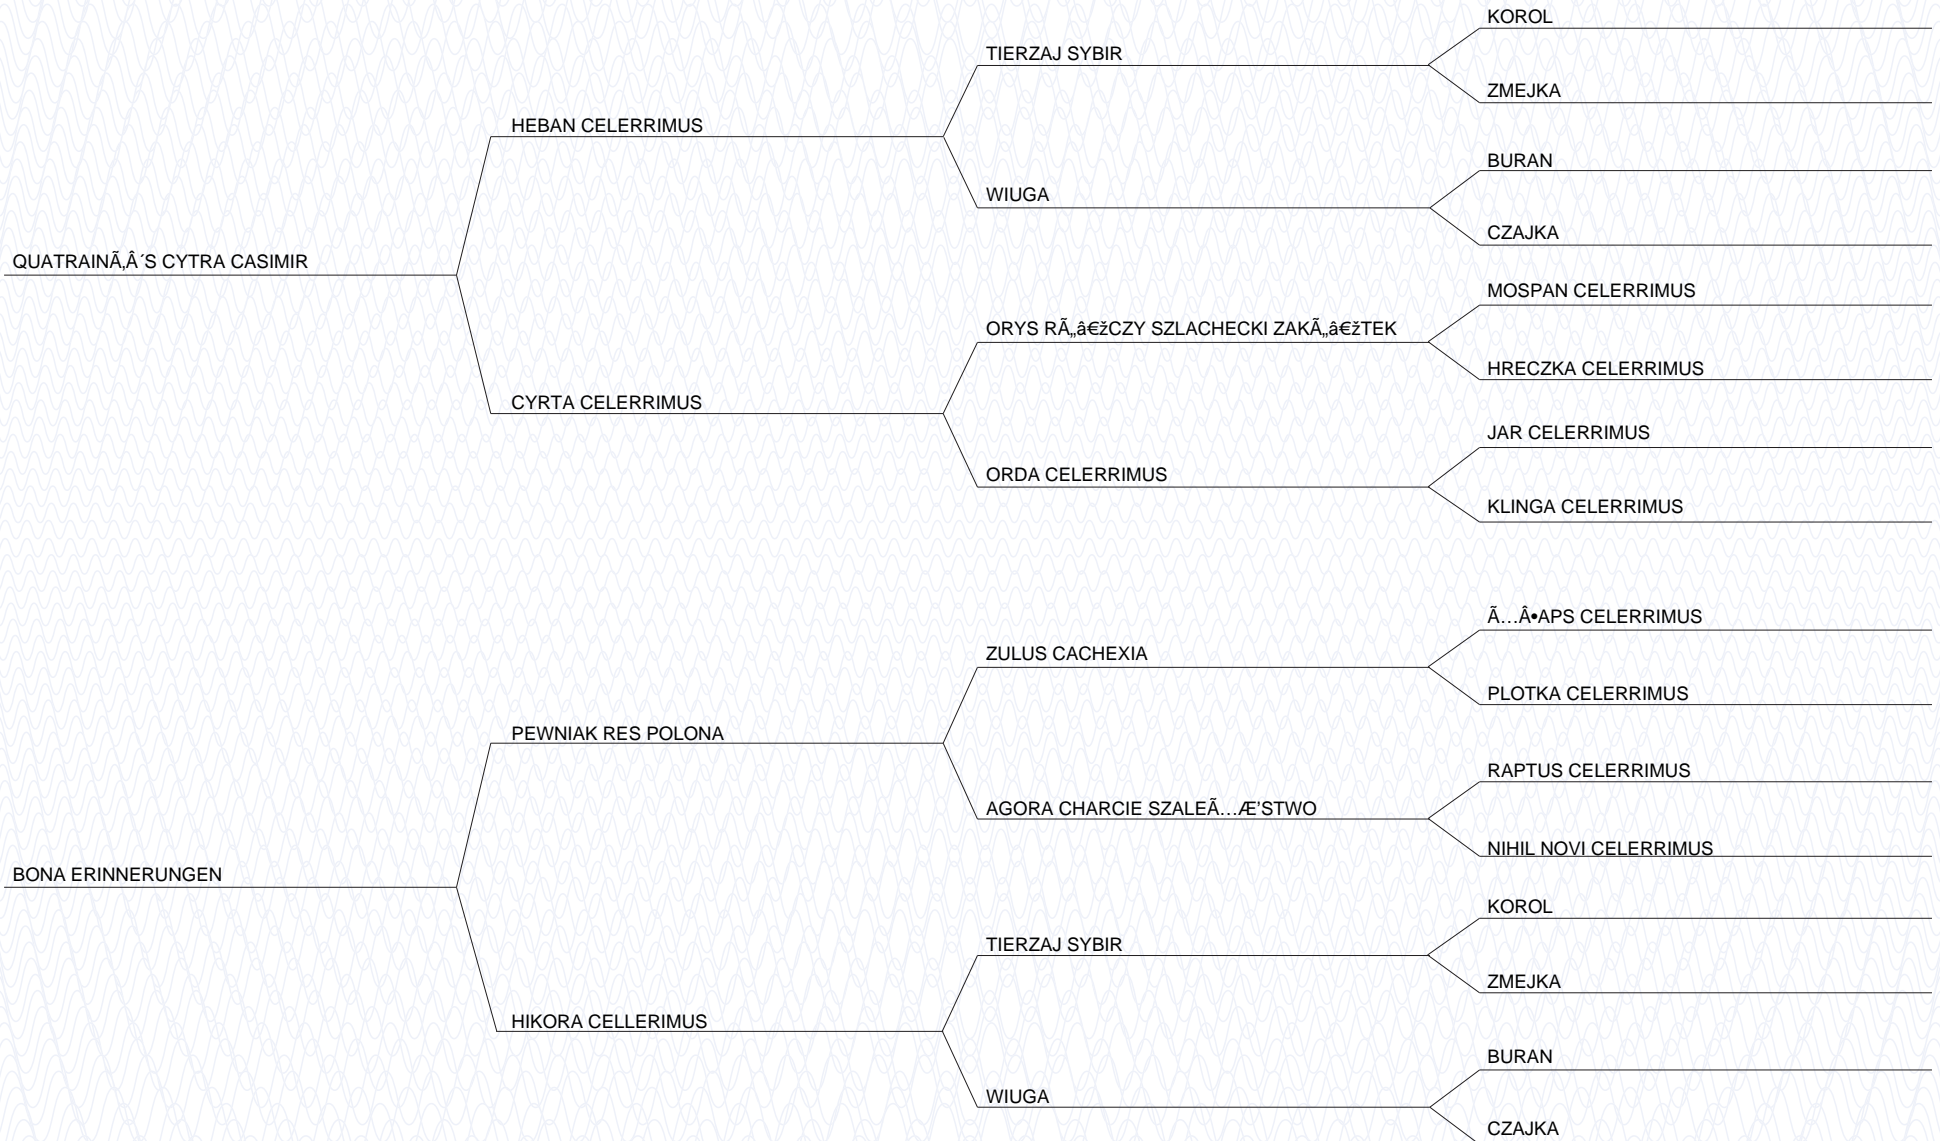 KOROL
TIERZAJ SYBIR
ZMEJKA
HEBAN CELERRIMUS
BURAN
WIUGA
CZAJKA
QUATRAINÃ‚Â´S CYTRA CASIMIR
MOSPAN CELERRIMUS
ORYS RÃ„â€žCZY SZLACHECKI ZAKÃ„â€žTEK
HRECZKA CELERRIMUS
CYRTA CELERRIMUS
JAR CELERRIMUS
ORDA CELERRIMUS
KLINGA CELERRIMUS
Ã…Â•APS CELERRIMUS
ZULUS CACHEXIA
PLOTKA CELERRIMUS
PEWNIAK RES POLONA
RAPTUS CELERRIMUS
AGORA CHARCIE SZALEÃ…Æ’STWO
NIHIL NOVI CELERRIMUS
BONA ERINNERUNGEN
KOROL
TIERZAJ SYBIR
ZMEJKA
HIKORA CELLERIMUS
BURAN
WIUGA
CZAJKA